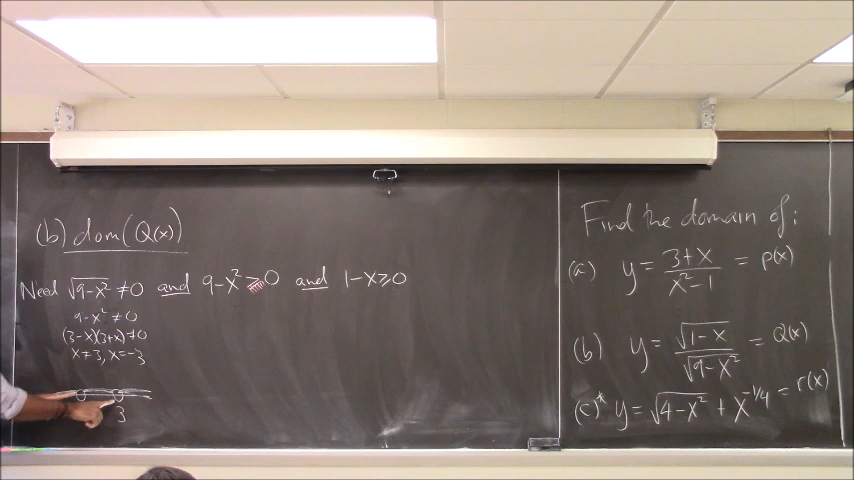 (b) dom(Q(x))
Need √(9-x²) ≠ 0 and 9-x² ≥ 0 and 1-x ≥ 0
9-x² ≠ 0
(3-x)(3+x) ≠ 0
x ≠ 3, x = -3
3
Find the domain of:
(a) y = (3+x)/(x²-1) = p(x)
(b) y = √(1-x)/√(9-x²) = Q(x)
(c)* y = √(4-x²) + x^(-1/4) = r(x)